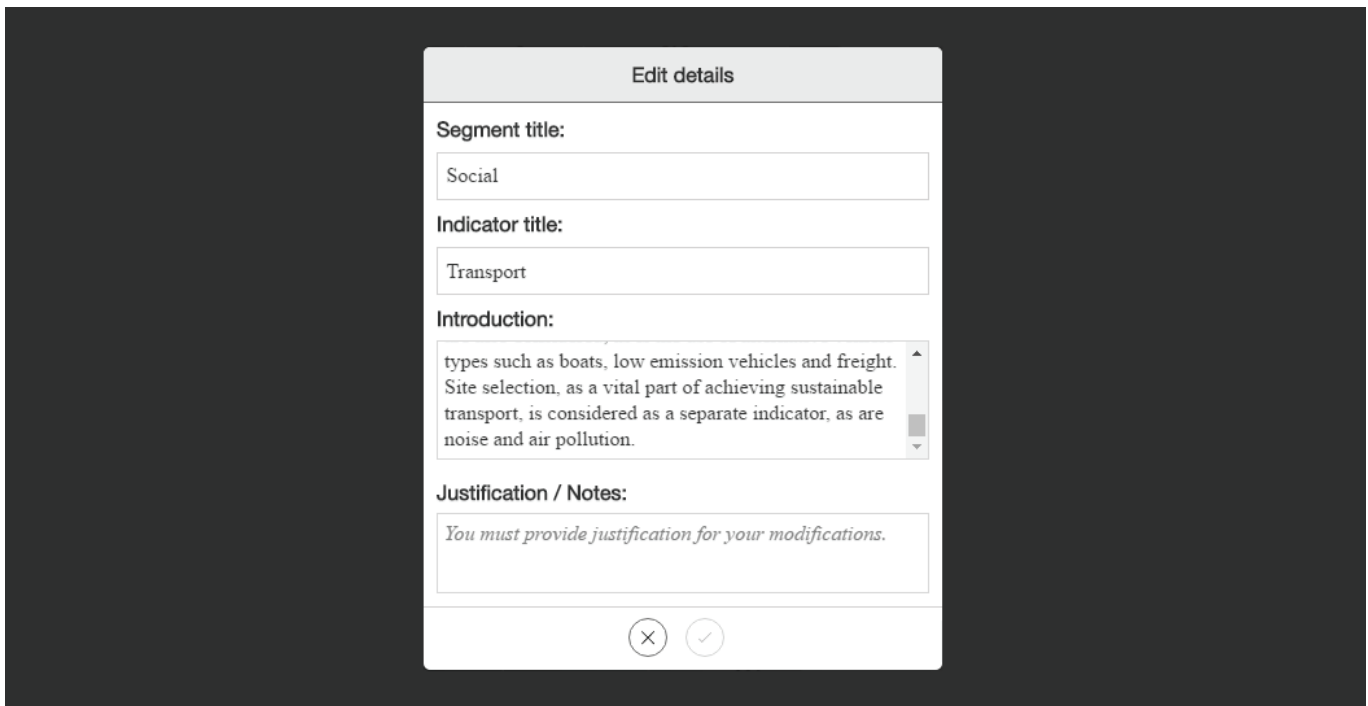 Edit details
Segment title:
Social
Indicator title:
Transport
Introduction:
types such as boats, low emission vehicles and freight.
Site selection, as a vital part of achieving sustainable
transport, is considered as a separate indicator, as are
noise and air pollution.
Justification / Notes:
You must provide justification for your modifications.